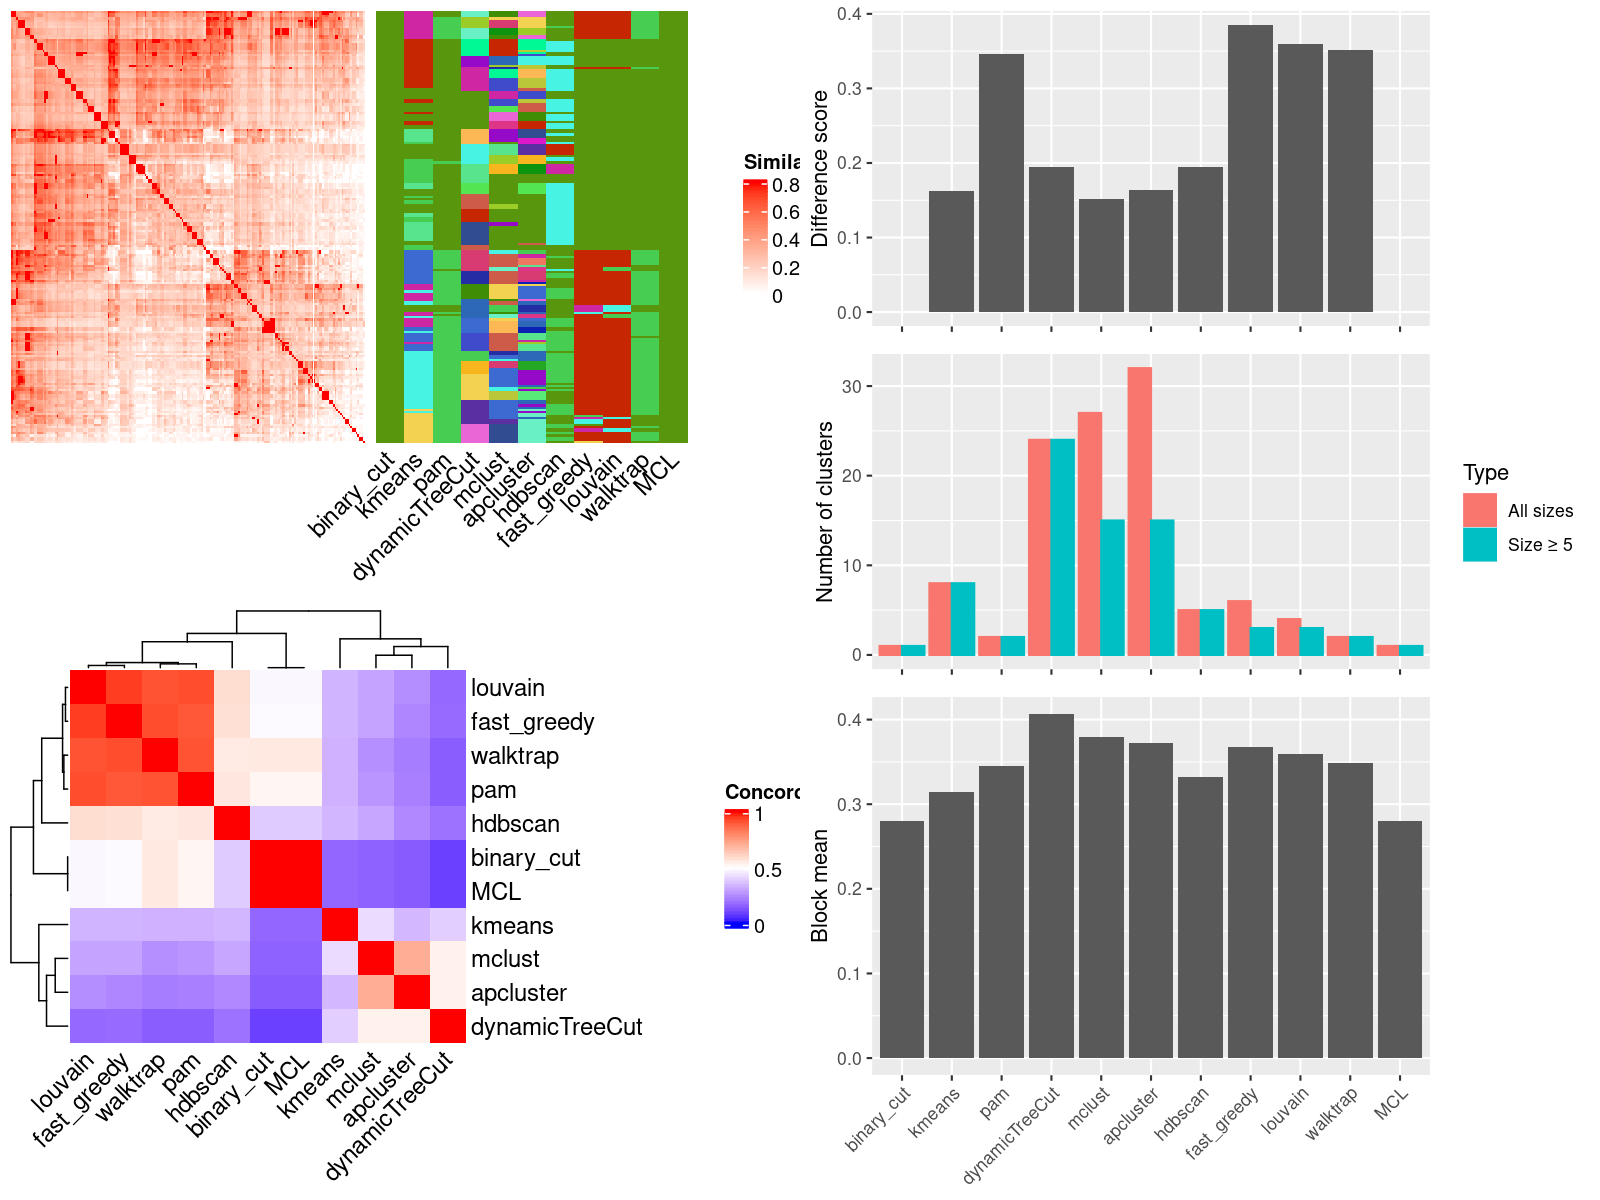 Simila
0.8
0.6
0.4
0.2
0
binary_cut
kmeans
pam
dynamicTreeCut
mclust
apcluster
hdbscan
fast_greedy
louvain
walktrap
MCL
louvain
fast_greedy
walktrap
pam
hdbscan
binary_cut
MCL
kmeans
mclust
apcluster
dynamicTreeCut
louvain
fast_greedy
walktrap
pam
hdbscan
binary_cut
MCL
kmeans
mclust
apcluster
dynamicTreeCut
Concord
1
0.5
0
Difference score
0.4
0.3
0.2
0.1
0.0
Number of clusters
30
20
10
0
Type
All sizes
Size ≥ 5
Block mean
0.4
0.3
0.2
0.1
0.0
binary_cut
kmeans
pam
dynamicTreeCut
mclust
apcluster
hdbscan
fast_greedy
louvain
walktrap
MCL